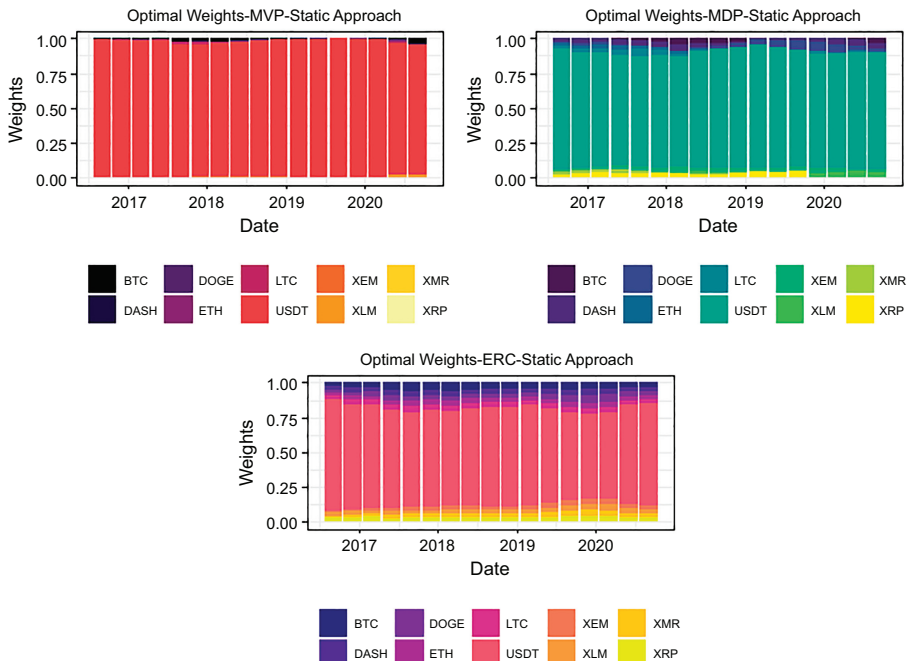 Optimal Weights-MVP-Static Approach
Weights
1.00
0.75
0.50
0.25
0.00
2017 2018 2019 2020
Date
BTC DOGE LTC XEM XMR
DASH ETH USDT XLM XRP
Optimal Weights-MDP-Static Approach
Weights
1.00
0.75
0.50
0.25
0.00
2017 2018 2019 2020
Date
BTC DOGE LTC XEM XMR
DASH ETH USDT XLM XRP
Optimal Weights-ERC-Static Approach
Weights
1.00
0.75
0.50
0.25
0.00
2017 2018 2019 2020
Date
BTC DOGE LTC XEM XMR
DASH ETH USDT XLM XRP